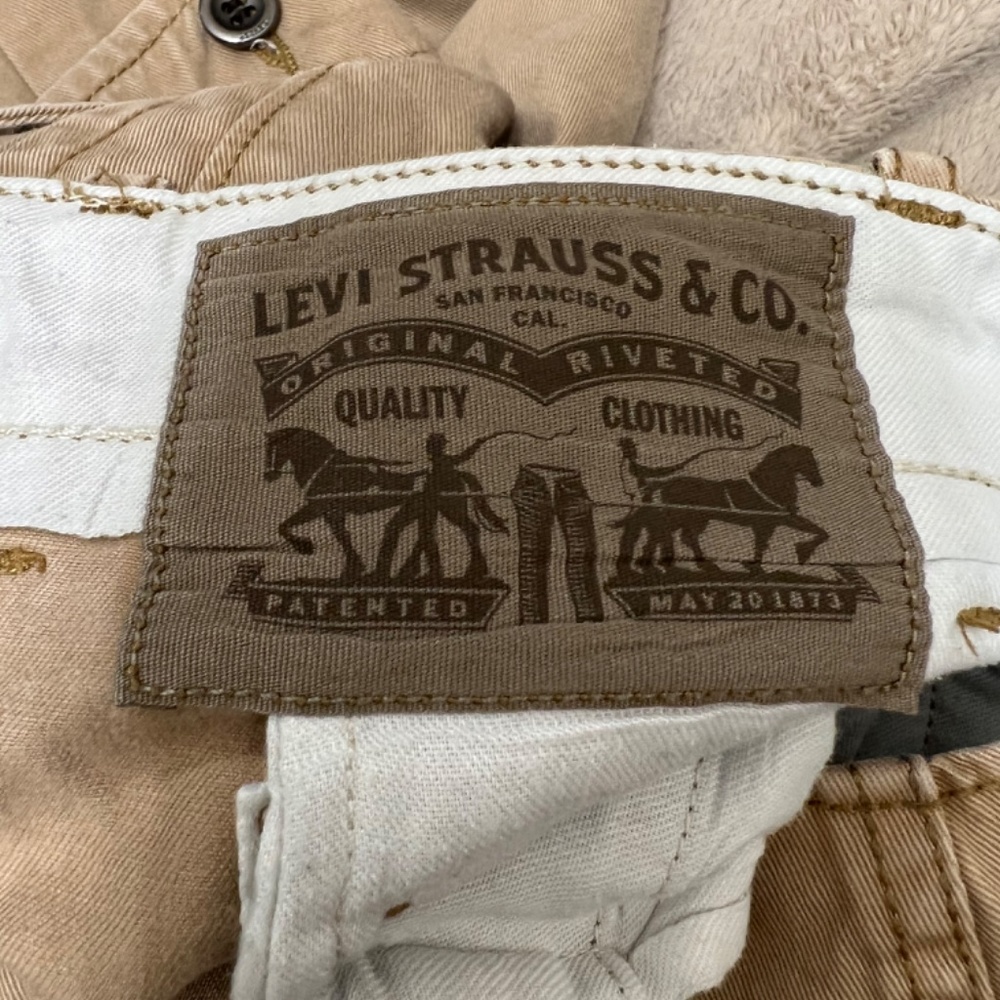 LEVI STRAUSS & CO.
SAN FRANCISCO
CAL.
ORIGINAL RIVETED
QUALITY CLOTHING
PATENTED MAY 20 1873